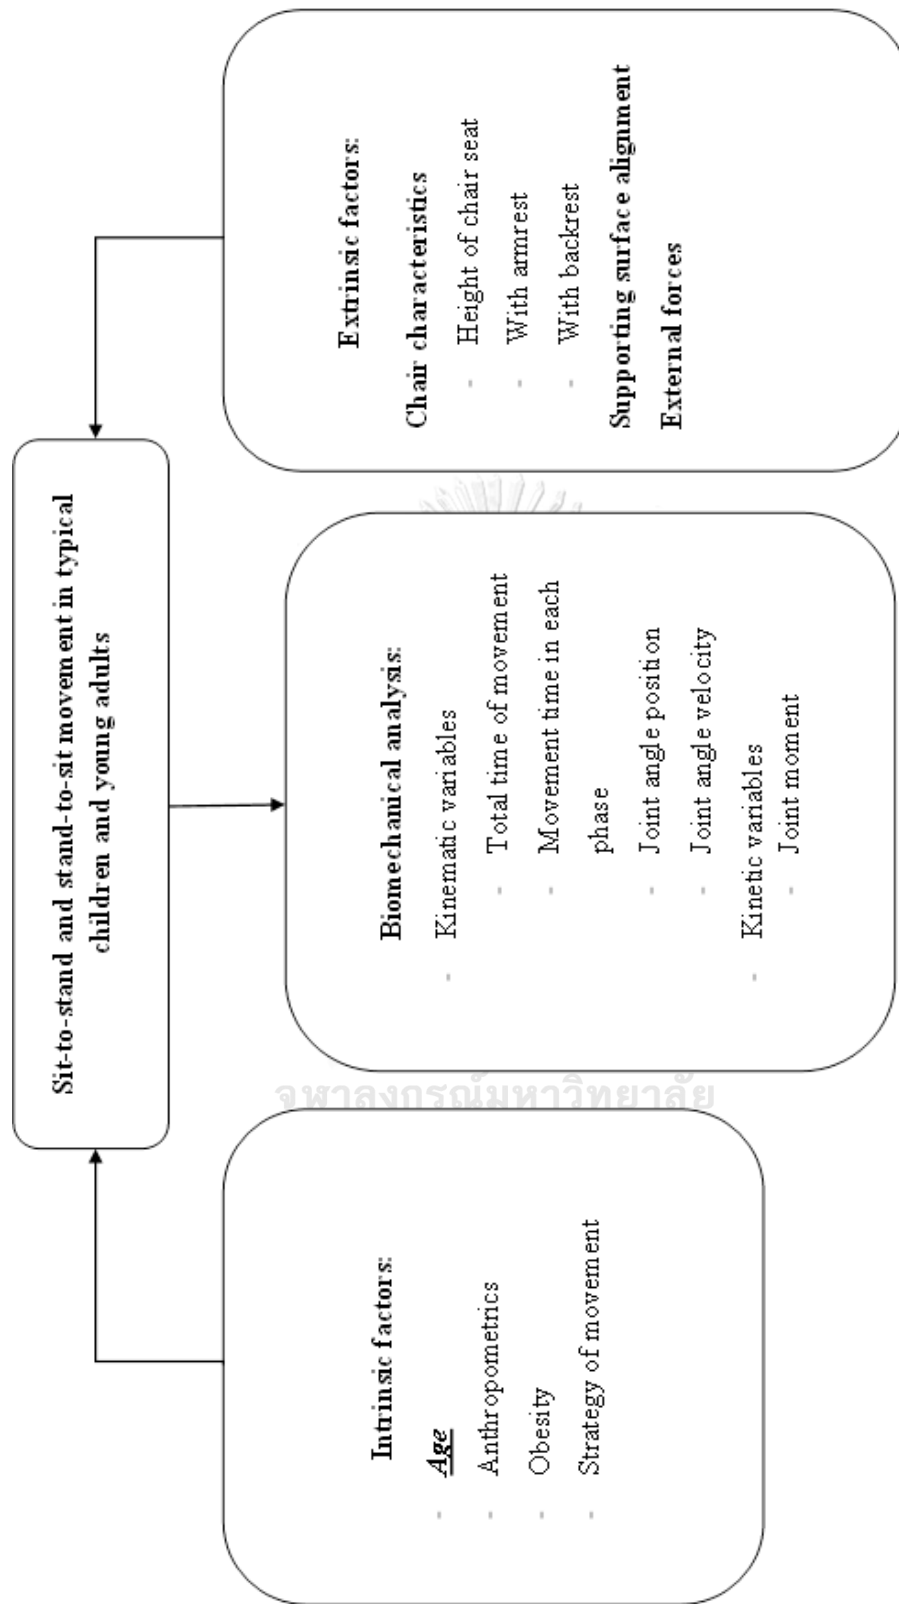 Sit-to-stand and stand-to-sit movement in typical
children and young adults
Intrinsic factors:
- Age
- Anthropometrics
- Obesity
- Strategy of movement
Biomechanical analysis:
- Kinematic variables
- Total time of movement
- Movement time in each
phase
- Joint angle position
- Joint angle velocity
- Kinetic variables
- Joint moment
Extrinsic factors:
Chair characteristics
- Height of chair seat
- With armrest
- With backrest
Supporting surface alignment
External forces
จุฬาลงกรณ์มหาวิทยาลัย